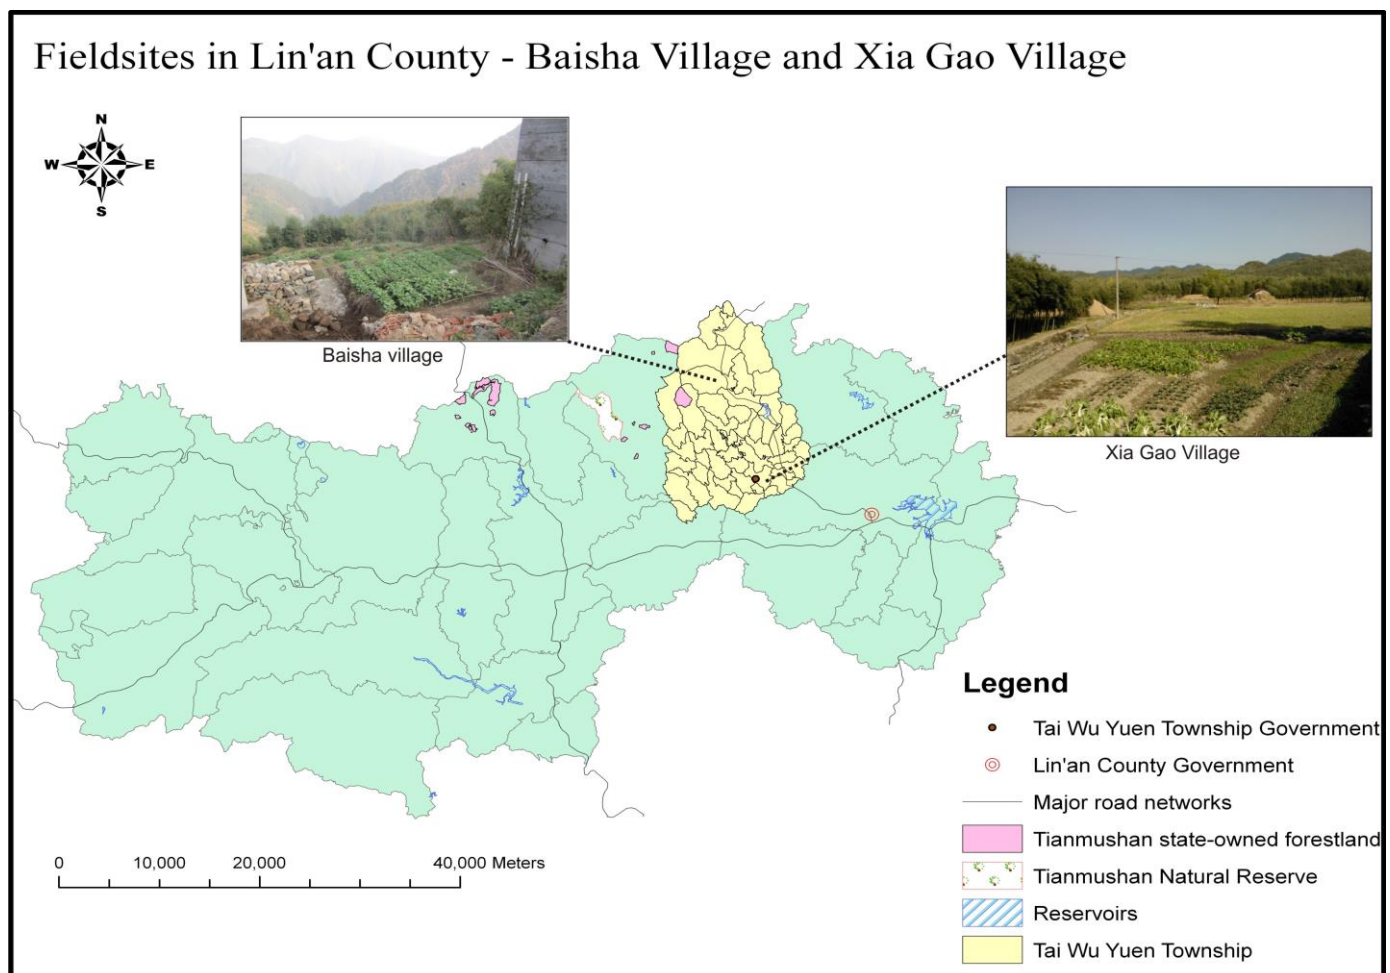 Fieldsites in Lin'an County - Baisha Village and Xia Gao Village
N
W E
S
Baisha village
Xia Gao Village
Legend
Tai Wu Yuen Township Government
Lin'an County Government
Major road networks
Tianmushan state-owned forestland
Tianmushan Natural Reserve
Reservoirs
Tai Wu Yuen Township
0 10,000 20,000 40,000 Meters